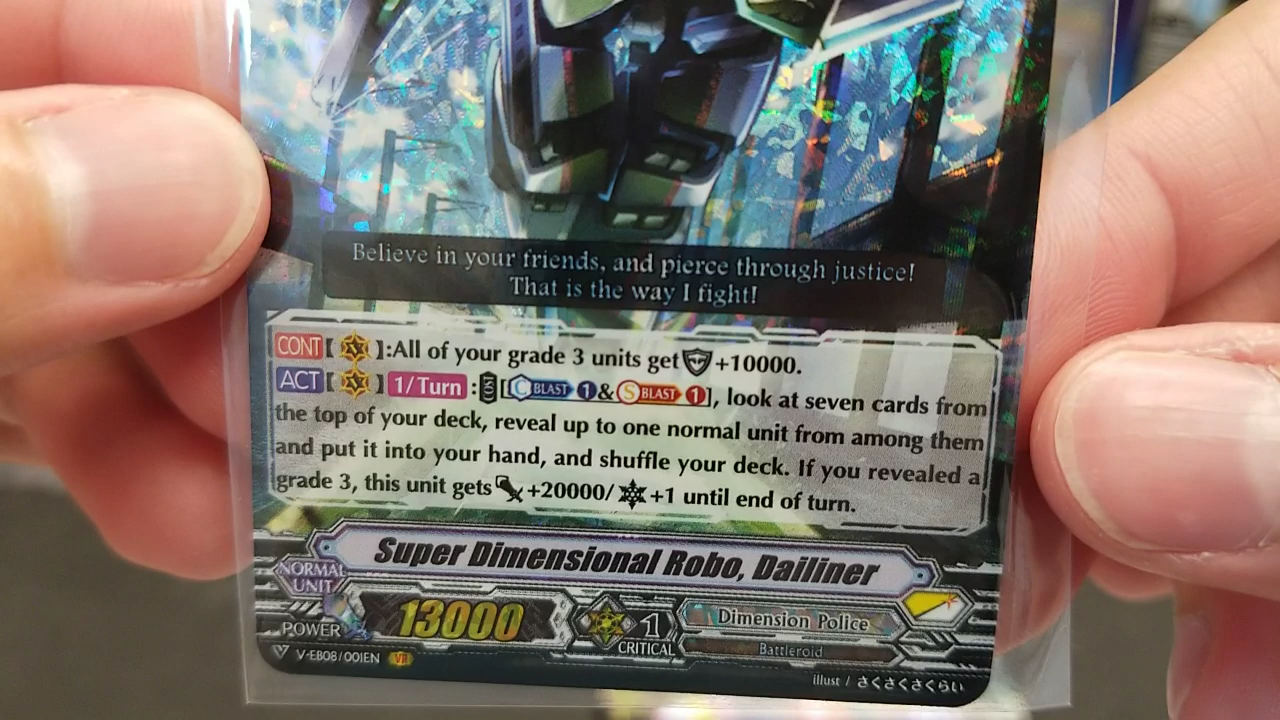 Believe in your friends, and pierce through justice!
That is the way I fight!
CONT [ V ]:All of your grade 3 units get +10000.
ACT [ V ] 1/Turn :COST [C BLAST 1 & S BLAST 1], look at seven cards from
the top of your deck, reveal up to one normal unit from among them
and put it into your hand, and shuffle your deck. If you revealed a
grade 3, this unit gets +20000/ +1 until end of turn.
Super Dimensional Robo, Dailiner
NORMAL
UNIT
POWER 13000
1
CRITICAL
Dimension Police
Battleroid
V V-EB08/001EN VR
illust / さくさくさくらい